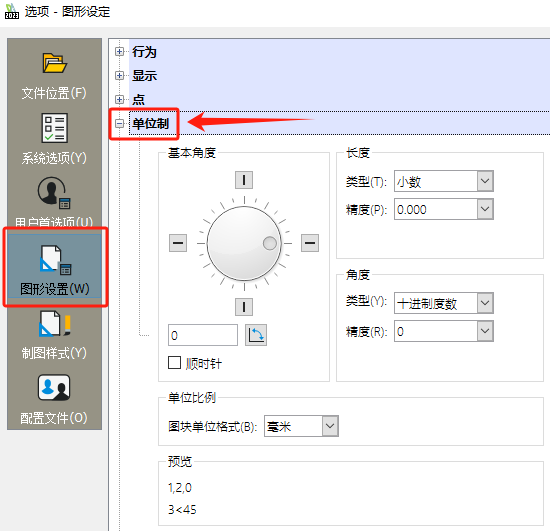 选项 - 图形设定
文件位置(F)
系统选项(Y)
用户首选项(U)
图形设置(W)
制图样式(Y)
配置文件(O)
行为
显示
点
单位制
基本角度
0
顺时针
长度
类型(T): 小数
精度(P): 0.000
角度
类型(Y): 十进制度数
精度(R): 0
单位比例
图块单位格式(B): 毫米
预览
1,2,0
3<45